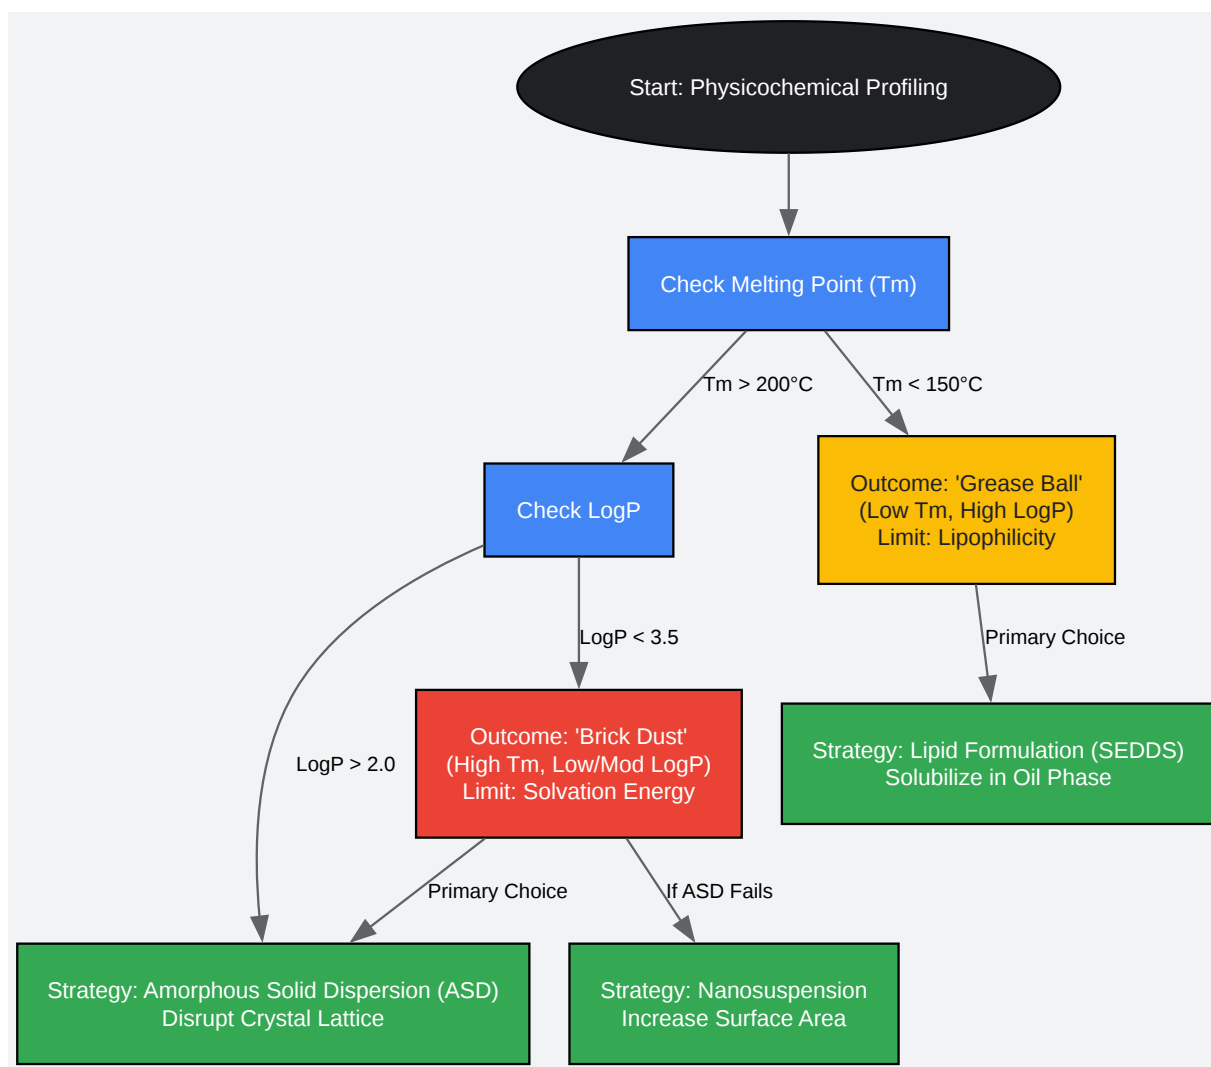 Start: Physicochemical Profiling
Check Melting Point (Tm)
Tm > 200°C
Tm < 150°C
Check LogP
Outcome: 'Grease Ball'
(Low Tm, High LogP)
Limit: Lipophilicity
LogP < 3.5
Primary Choice
LogP > 2.0
Outcome: 'Brick Dust'
(High Tm, Low/Mod LogP)
Limit: Solvation Energy
Strategy: Lipid Formulation (SEDDS)
Solubilize in Oil Phase
Primary Choice
If ASD Fails
Strategy: Amorphous Solid Dispersion (ASD)
Disrupt Crystal Lattice
Strategy: Nanosuspension
Increase Surface Area